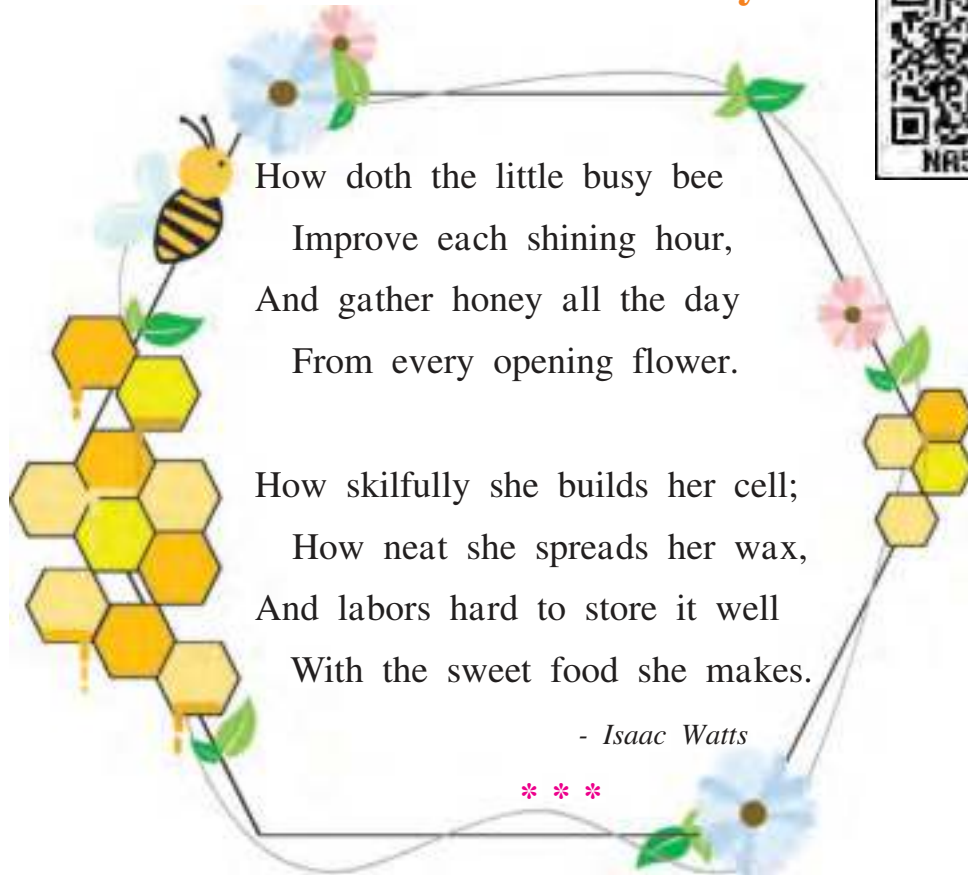 How doth the little busy bee
Improve each shining hour,
And gather honey all the day
From every opening flower.
How skilfully she builds her cell;
How neat she spreads her wax,
And labors hard to store it well
With the sweet food she makes.
- Isaac Watts
* * *